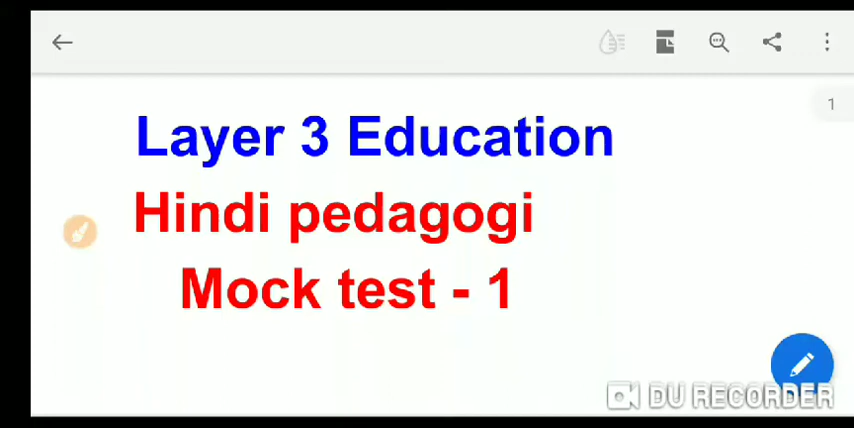 1
Layer 3 Education
Hindi pedagogi
Mock test - 1
DU RECORDER